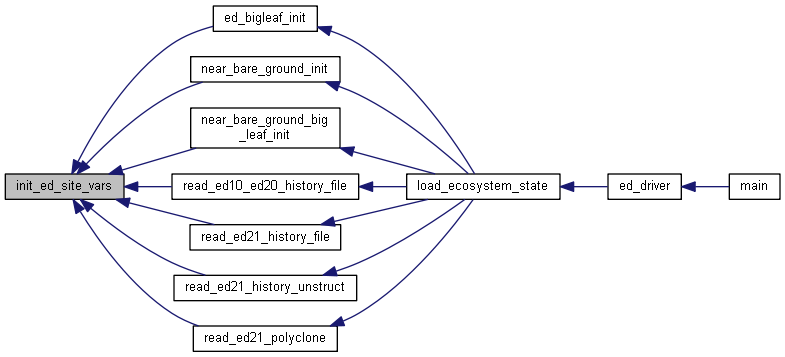 ed_bigleaf_init
near_bare_ground_init
near_bare_ground_big
_leaf_init
init_ed_site_vars
read_ed10_ed20_history_file
load_ecosystem_state
ed_driver
main
read_ed21_history_file
read_ed21_history_unstruct
read_ed21_polyclone